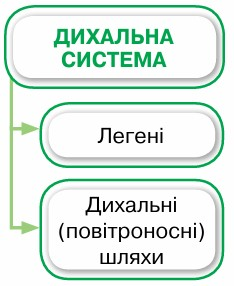 ДИХАЛЬНА
СИСТЕМА
Легені
Дихальні
(повітроносні)
шляхи